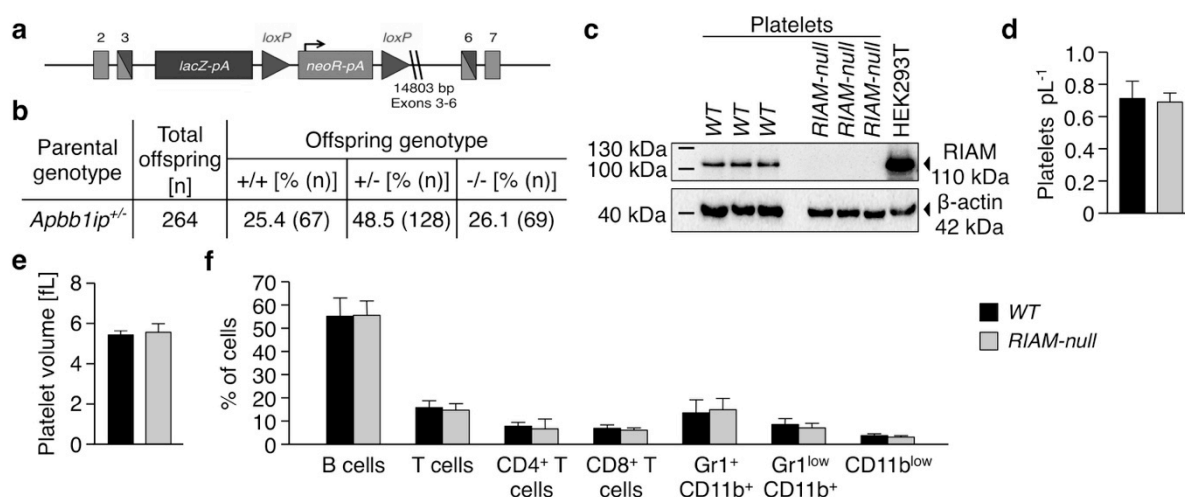 a
2 3 loxP loxP 6 7
lacZ-pA neoR-pA
14803 bp
Exons 3-6
b
Parental
genotype
Total
offspring
[n]
Offspring genotype
+/+ [% (n)] +/- [% (n)] -/- [% (n)]
Apbb1ip+/- 264 25.4 (67) 48.5 (128) 26.1 (69)
c
Platelets
WT WT WT RIAM-null RIAM-null RIAM-null HEK293T
130 kDa
100 kDa
RIAM
110 kDa
40 kDa
β-actin
42 kDa
d
Platelets pL-1
1.0
0.8
0.6
0.4
0.2
0
e
Platelet volume [fL]
8
6
4
2
0
f
% of cells
70
60
50
40
30
20
10
0
B cells
T cells
CD4+ T
cells
CD8+ T
cells
Gr1+
CD11b+
Gr1low
CD11b+
CD11blow
WT
RIAM-null